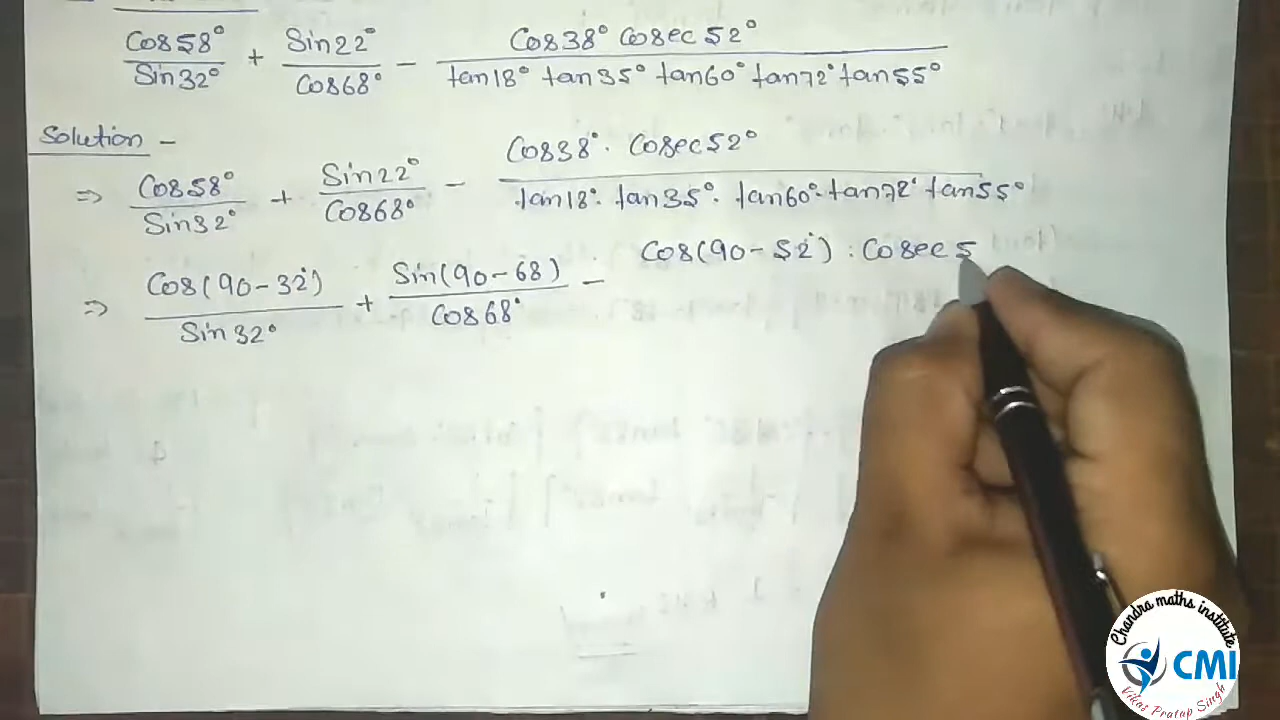 Cos58° / Sin32° + Sin22° / Cos68° − Cos38° Cosec52° / tan18° tan35° tan60° tan72° tan55°
Solution −
⇒ Cos58° / Sin32° + Sin22° / Cos68° − Cos38° · Cosec52° / tan18° · tan35° · tan60° · tan72° tan55°
⇒ Cos(90−32°) / Sin32° + Sin(90−68) / Cos68° − Cos(90−52°) · Cosec 5
Chandra maths institute
CMI
Vikas Pratap Singh